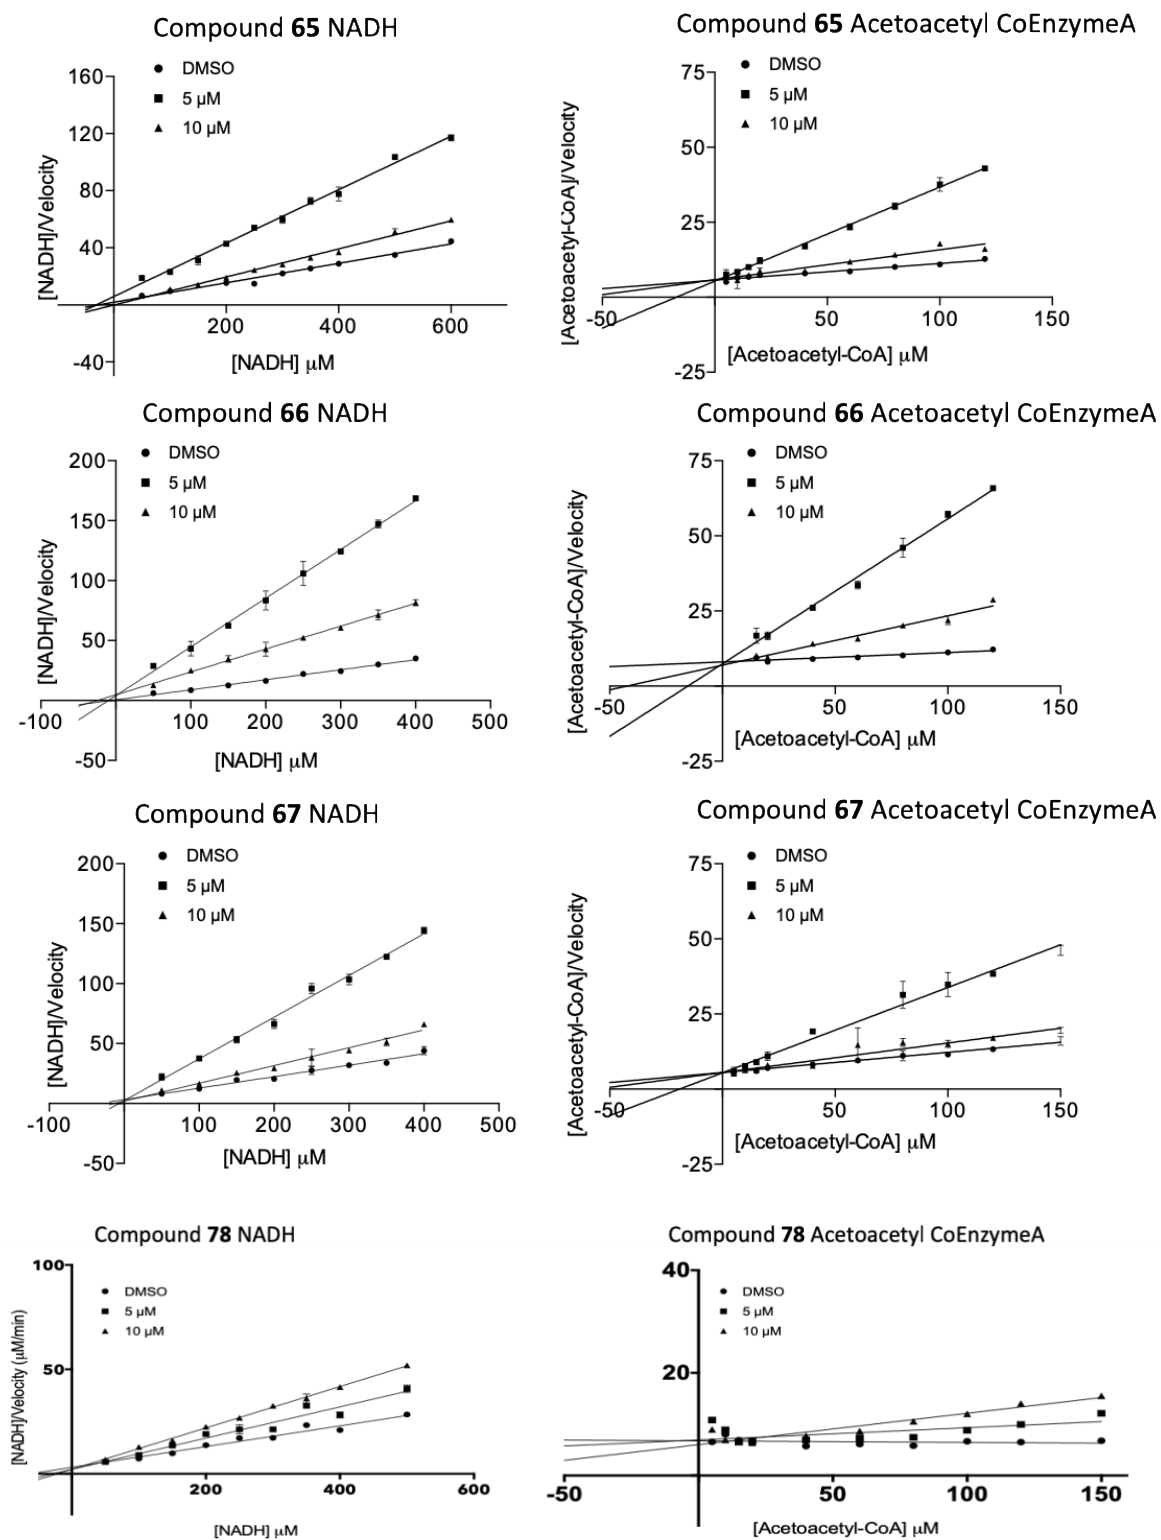 Compound 65 NADH
DMSO
5 μM
10 μM
160
120
80
40
-40
200
400
600
[NADH]/Velocity
[NADH] μM
Compound 65 Acetoacetyl CoEnzymeA
DMSO
5 μM
10 μM
75
50
25
-25
-50
50
100
150
[Acetoacetyl-CoA]/Velocity
[Acetoacetyl-CoA] μM
Compound 66 NADH
DMSO
5 μM
10 μM
200
150
100
50
-50
-100
100
200
300
400
500
[NADH]/Velocity
[NADH] μM
Compound 66 Acetoacetyl CoEnzymeA
DMSO
5 μM
10 μM
75
50
25
-25
-50
50
100
150
[Acetoacetyl-CoA]/Velocity
[Acetoacetyl-CoA] μM
Compound 67 NADH
DMSO
5 μM
10 μM
200
150
100
50
-50
-100
100
200
300
400
500
[NADH]/Velocity
[NADH] μM
Compound 67 Acetoacetyl CoEnzymeA
DMSO
5 μM
10 μM
75
50
25
-25
-50
50
100
150
[Acetoacetyl-CoA]/Velocity
[Acetoacetyl-CoA] μM
Compound 78 NADH
DMSO
5 μM
10 μM
100
50
200
400
600
[NADH]/Velocity (μM/min)
[NADH] μM
Compound 78 Acetoacetyl CoEnzymeA
DMSO
5 μM
10 μM
40
20
-50
50
100
150
[Acetoacetyl-CoA] μM